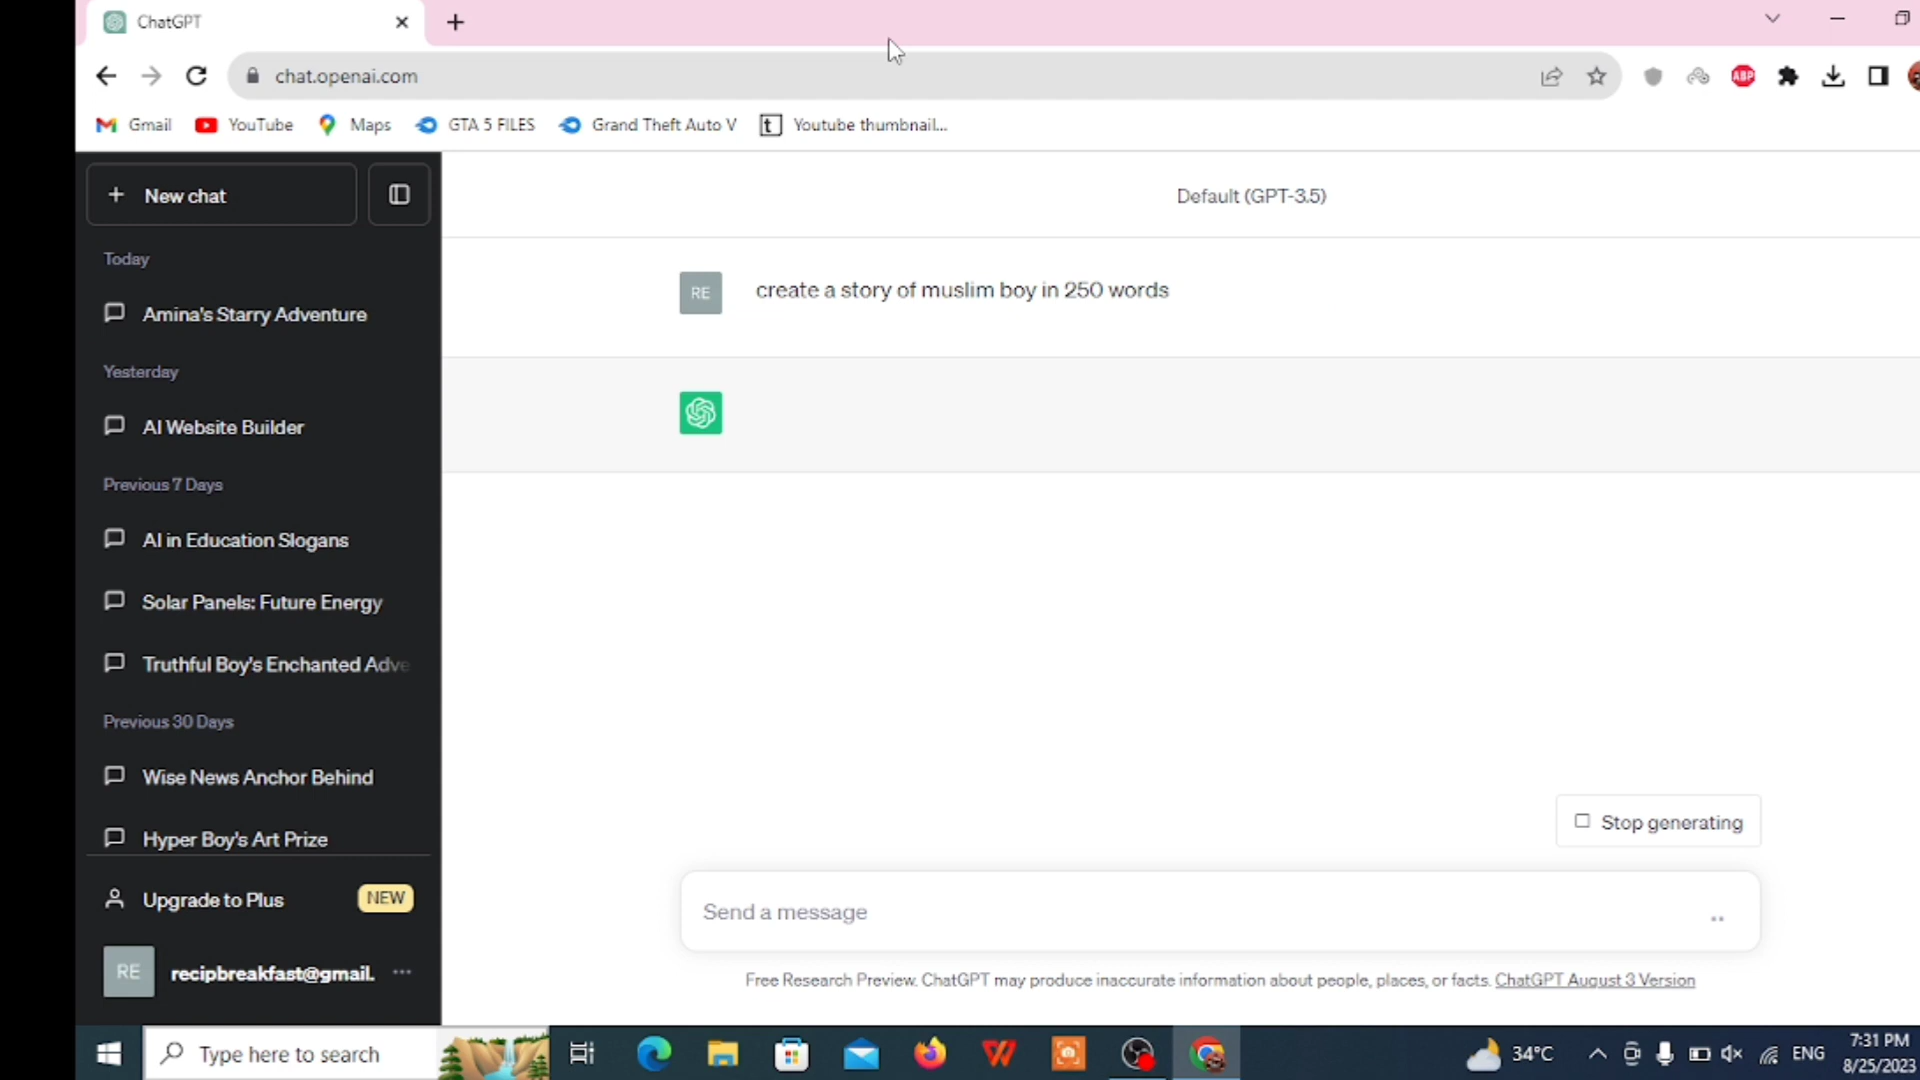 ChatGPT
chat.openai.com
ABP
Gmail
YouTube
Maps
GTA 5 FILES
Grand Theft Auto V
Youtube thumbnail...
New chat
Default (GPT-3.5)
Today
RE
create a story of muslim boy in 250 words
Amina's Starry Adventure
Yesterday
AI Website Builder
Previous 7 Days
AI in Education Slogans
Solar Panels: Future Energy
Truthful Boy's Enchanted Adve
Previous 30 Days
Wise News Anchor Behind
Hyper Boy's Art Prize
Stop generating
Upgrade to Plus
NEW
Send a message
RE
recipbreakfast@gmail.
Free Research Preview. ChatGPT may produce inaccurate information about people, places, or facts. ChatGPT August 3 Version
Type here to search
34°C
ENG
7:31 PM
8/25/2023